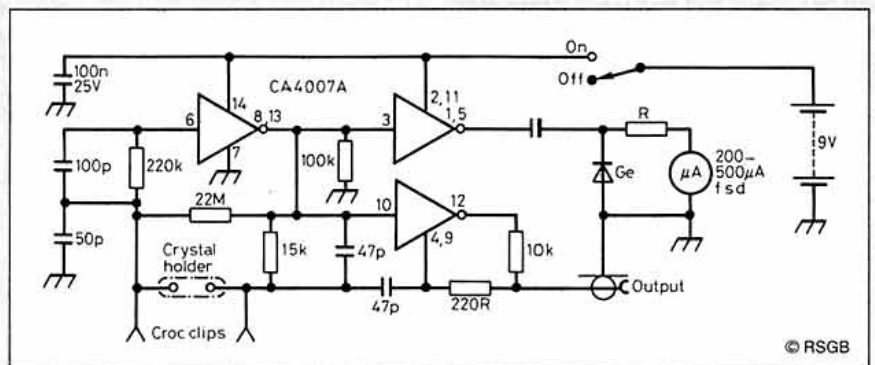 100n
25V
CA4007A
On
Off
14
6
8,13
7
2,11
3
1,5
R
9V
100p
220k
100k
Ge
µA
200–
500µA
fsd
22M
10
12
50p
15k
47p
4,9
10k
Crystal
holder
47p
220R
Output
Croc clips
© RSGB